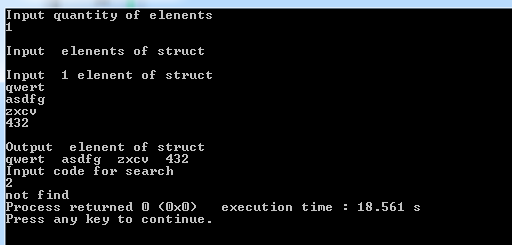 Input quantity of elenents
1
Input  elenents of struct
Input  1 elenent of struct
qwert
asdfg
zxcv
432
Output  elenent of struct
qwert  asdfg  zxcv  432
Input code for search
2
not find
Process returned 0 (0x0)   execution time : 18.561 s
Press any key to continue.